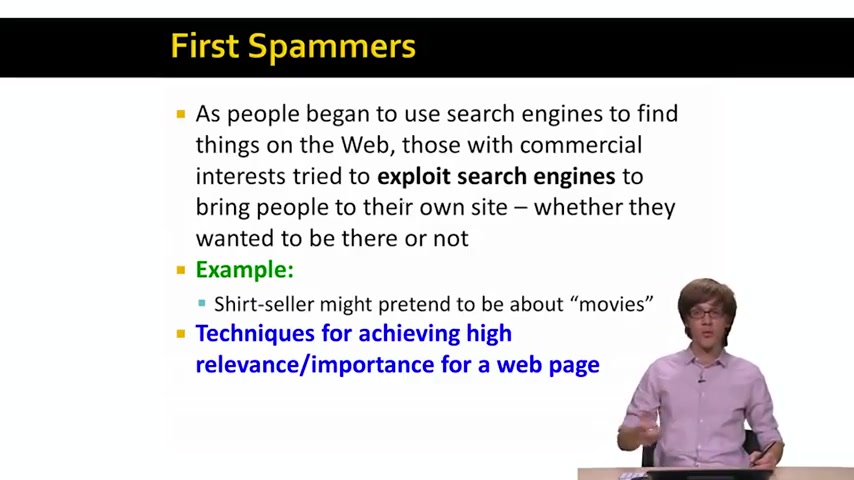 First Spammers
As people began to use search engines to find
things on the Web, those with commercial
interests tried to exploit search engines to
bring people to their own site – whether they
wanted to be there or not
Example:
Shirt-seller might pretend to be about “movies”
Techniques for achieving high
relevance/importance for a web page